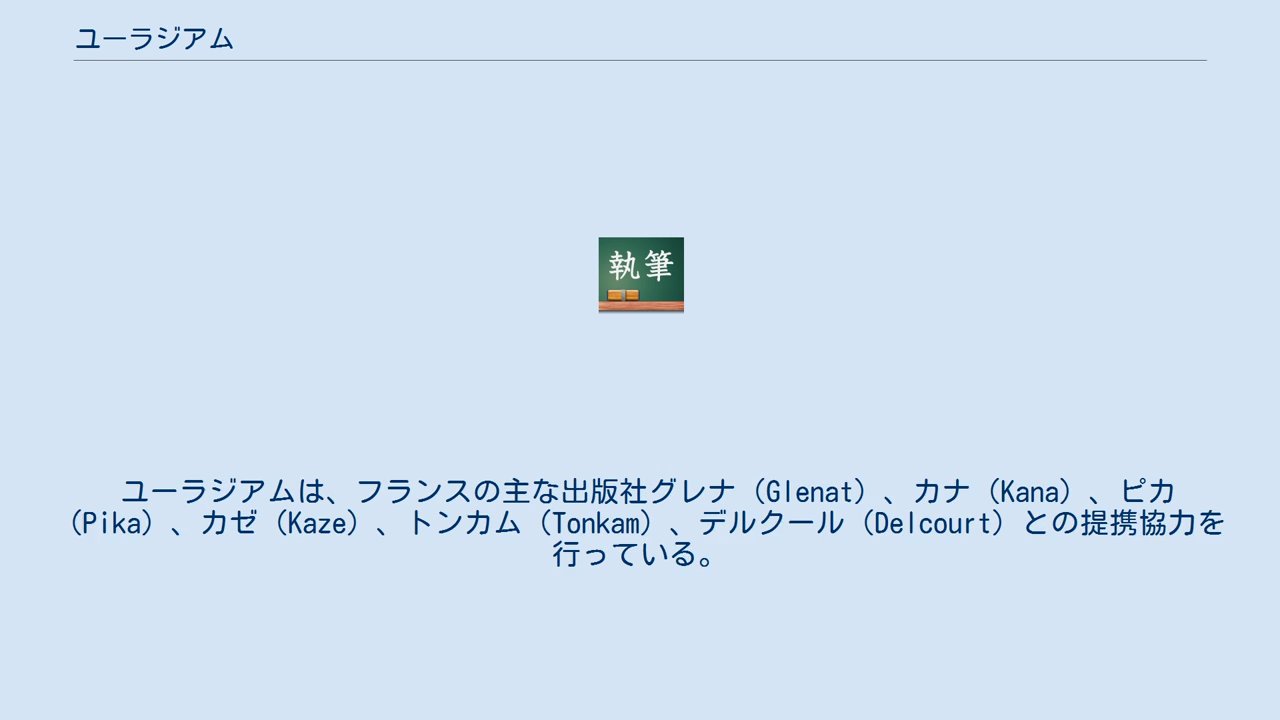 ユーラジアム
執筆
ユーラジアムは、フランスの主な出版社グレナ（Glenat）、カナ（Kana）、ピカ
（Pika）、カゼ（Kaze）、トンカム（Tonkam）、デルクール（Delcourt）との提携協力を
行っている。